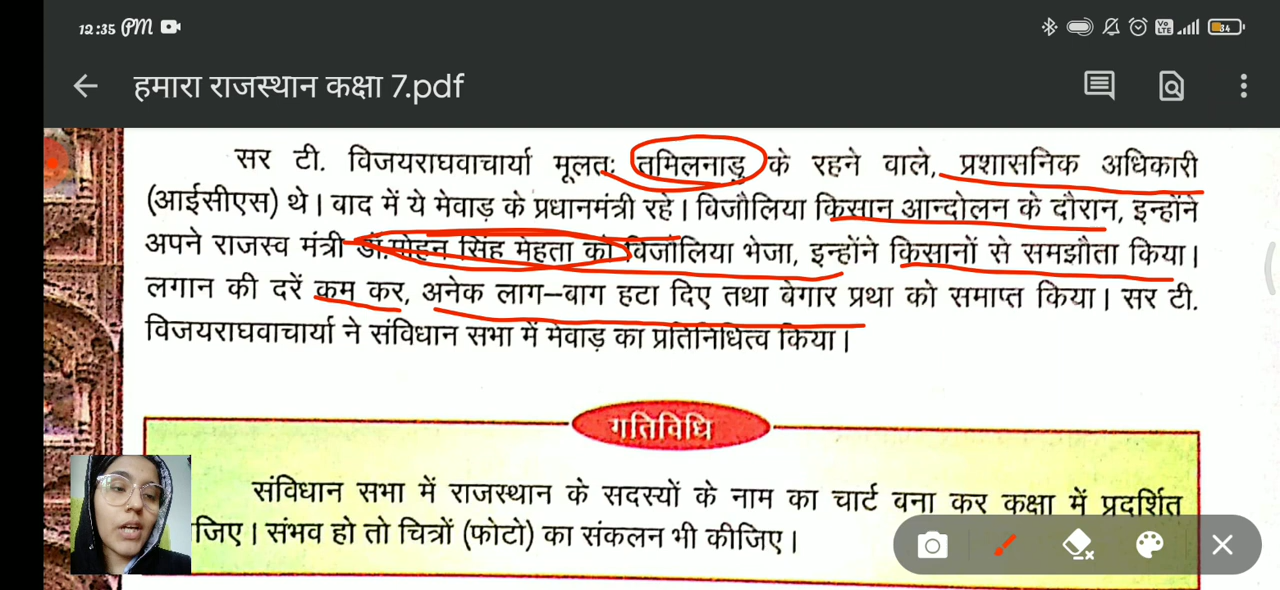 12:35 PM
34
हमारा राजस्थान कक्षा 7.pdf
सर टी. विजयराघवाचार्या मूलतः तमिलनाडु के रहने वाले, प्रशासनिक अधिकारी
(आईसीएस) थे। बाद में ये मेवाड़ के प्रधानमंत्री रहे। बिजौलिया किसान आन्दोलन के दौरान, इन्होंने
अपने राजस्व मंत्री डॉ. मोहन सिंह मेहता को बिजौलिया भेजा, इन्होंने किसानों से समझौता किया।
लगान की दरें कम कर, अनेक लाग–बाग हटा दिए तथा बेगार प्रथा को समाप्त किया। सर टी.
विजयराघवाचार्या ने संविधान सभा में मेवाड़ का प्रतिनिधित्व किया।
गतिविधि
संविधान सभा में राजस्थान के सदस्यों के नाम का चार्ट बना कर कक्षा में प्रदर्शित
जिए। संभव हो तो चित्रों (फोटो) का संकलन भी कीजिए।